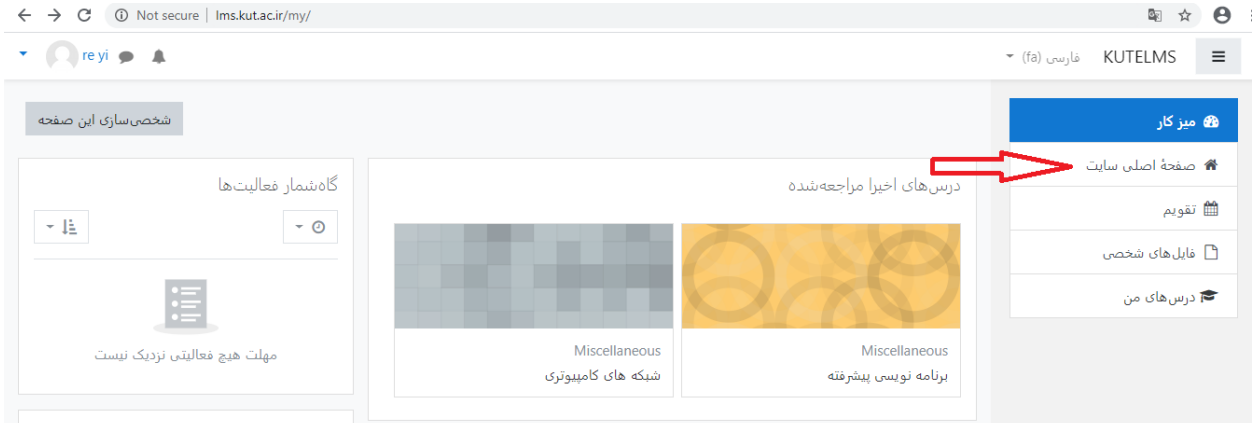 Not secure | lms.kut.ac.ir/my/
re yi
فارسی ‎(fa)‎
KUTELMS
میز کار
صفحهٔ اصلی سایت
تقویم
فایل‌های شخصی
درس‌های من
شخصی‌سازی این صفحه
درس‌های اخیرا مراجعه‌شده
Miscellaneous
برنامه نویسی پیشرفته
Miscellaneous
شبکه های کامپیوتری
گاه‌شمار فعالیت‌ها
مهلت هیچ فعالیتی نزدیک نیست